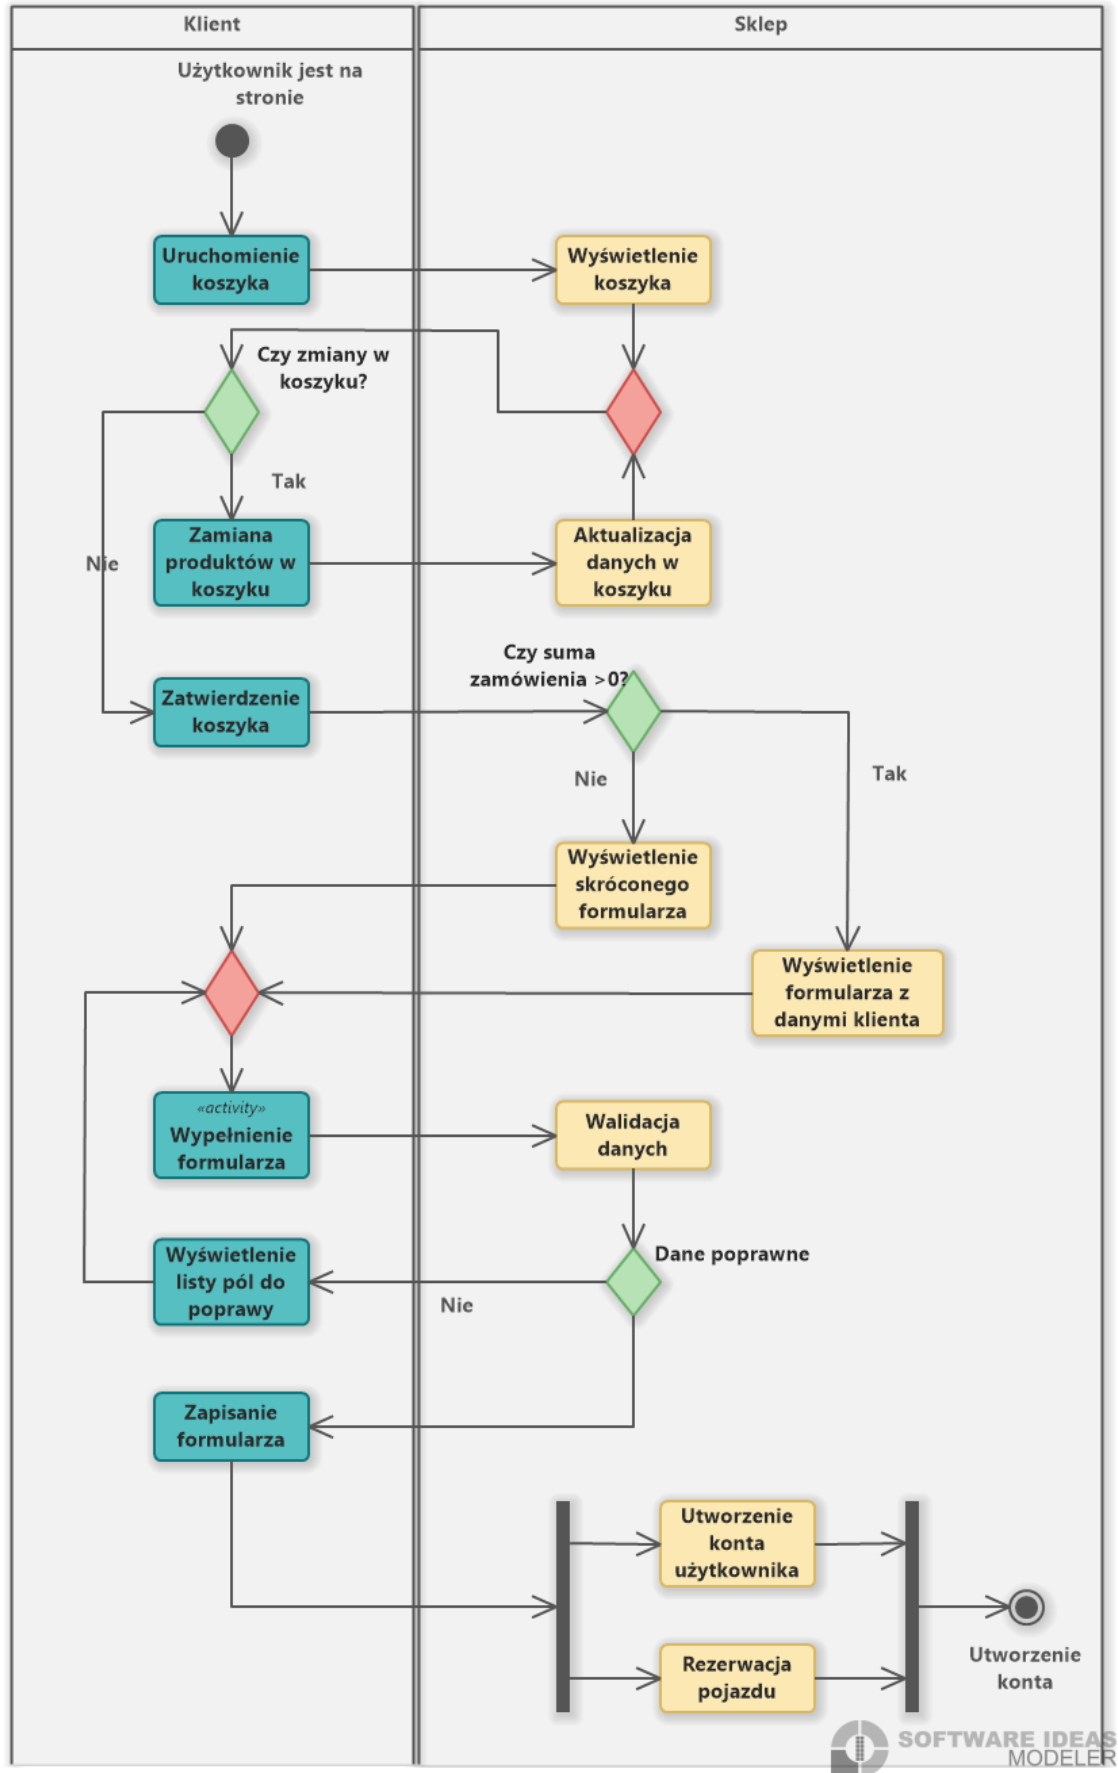 Klient
Sklep
Użytkownik jest na
stronie
Uruchomienie
koszyka
Wyświetlenie
koszyka
Czy zmiany w
koszyku?
Tak
Zamiana
produktów w
koszyku
Aktualizacja
danych w
koszyku
Nie
Czy suma
zamówienia >0?
Zatwierdzenie
koszyka
Nie
Tak
Wyświetlenie
skróconego
formularza
Wyświetlenie
formularza z
danymi klienta
«activity»
Wypełnienie
formularza
Walidacja
danych
Wyświetlenie
listy pól do
poprawy
Dane poprawne
Nie
Zapisanie
formularza
Utworzenie
konta
użytkownika
Rezerwacja
pojazdu
Utworzenie
konta
SOFTWARE IDEAS
MODELER